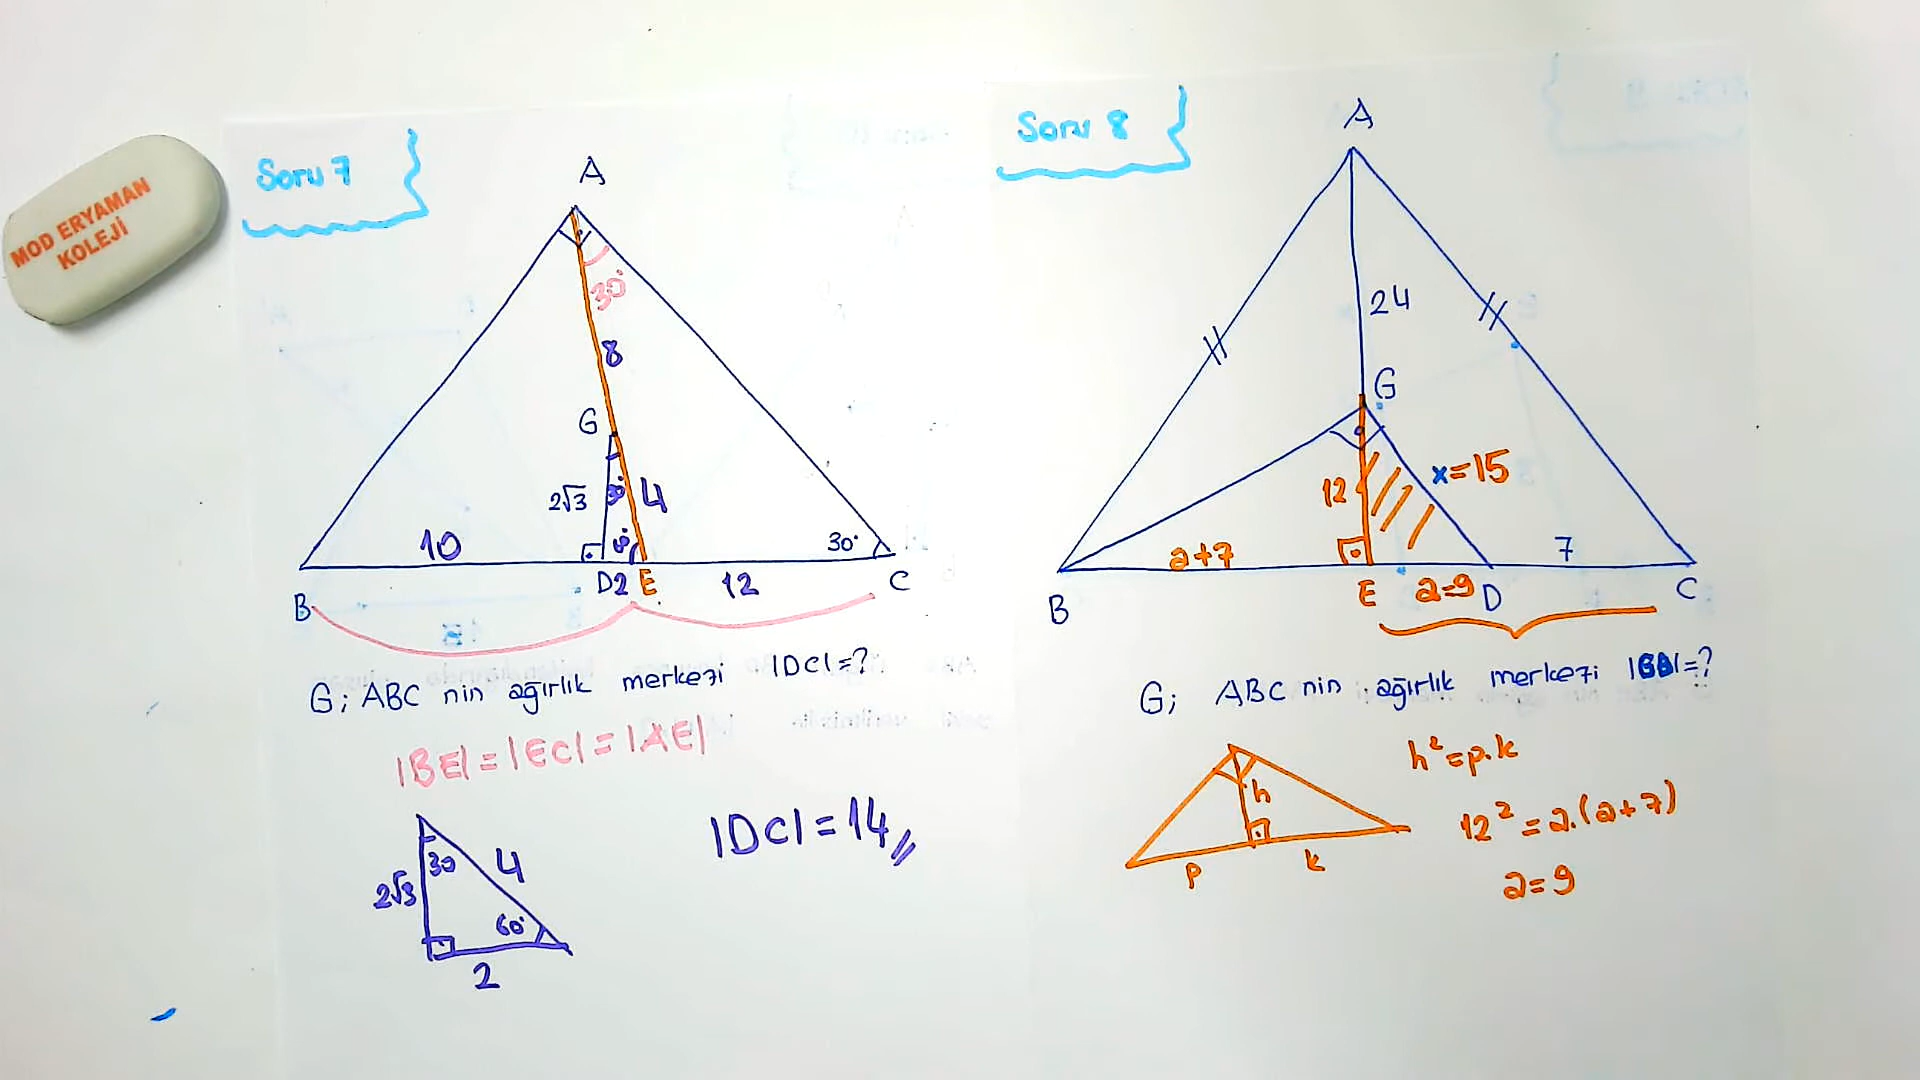 MOD ERYAMAN
KOLEJİ
Soru 7
A
30°
8
G
2√3
30°
4
10
60°
30°
B
D
2
E
12
C
G; ABC nin ağırlık merkezi |DC|=?
|BE|=|EC|=|AE|
30
4
2√3
60°
2
|DC|=14
Soru 8
A
24
G
x=15
12
a+7
7
B
E
a=9
D
C
G; ABC nin ağırlık merkezi
h²=p.k
h
p
k
12²=a.(a+7)
a=9